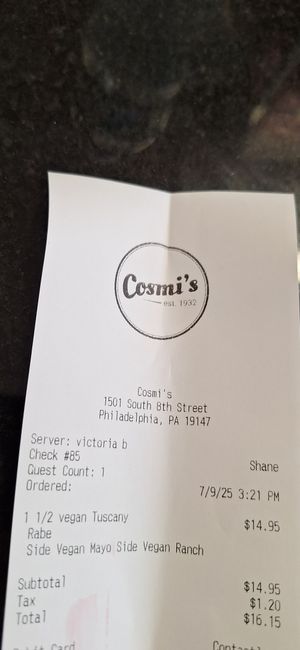 Cosmi's
est. 1932
Cosmi's
1501 South 8th Street
Philadelphia, PA 19147
Server: victoria b
Check #85 Shane
Guest Count: 1
Ordered: 7/9/25 3:21 PM
1 1/2 vegan Tuscany $14.95
Rabe
Side Vegan Mayo Side Vegan Ranch
Subtotal $14.95
Tax $1.20
Total $16.15